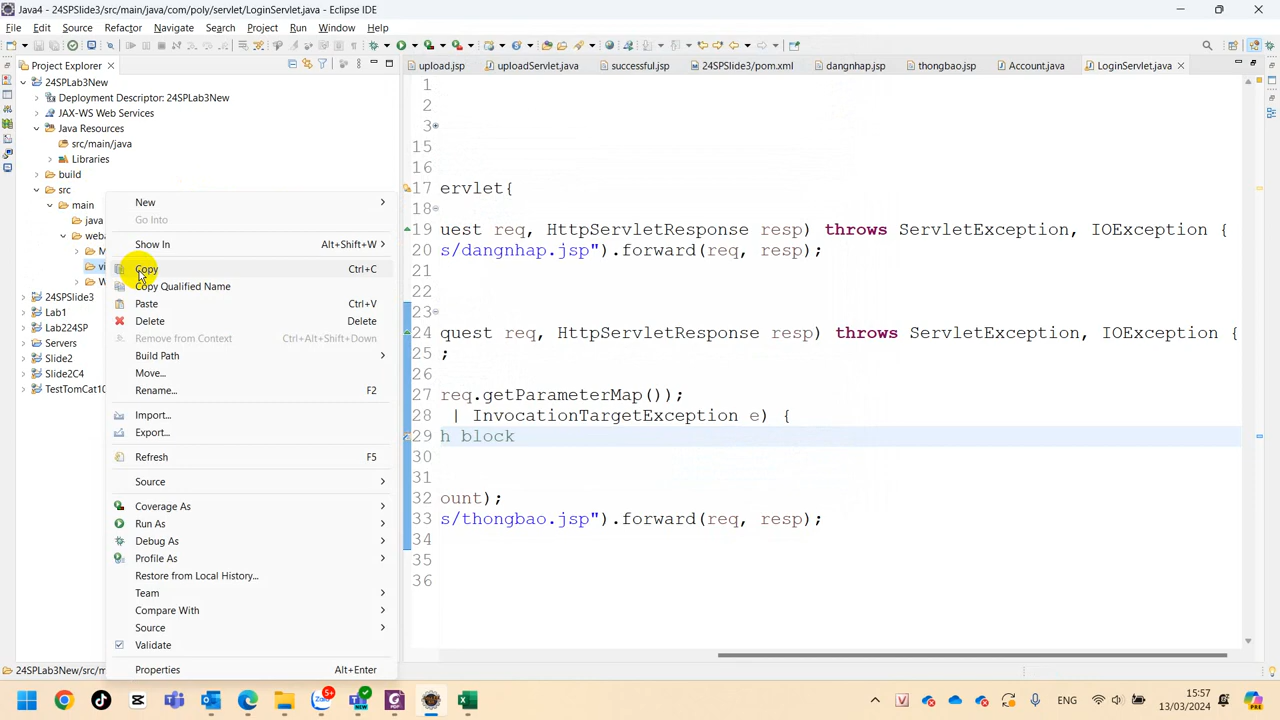 Java4 - 24SPSlide3/src/main/java/com/poly/servlet/LoginServlet.java - Eclipse IDE
File Edit Source Refactor Navigate Search Project Run Window Help
Project Explorer
upload.jsp uploadServlet.java successful.jsp 24SPSlide3/pom.xml dangnhap.jsp thongbao.jsp Account.java LoginServlet.java
24SPLab3New
Deployment Descriptor: 24SPLab3New
JAX-WS Web Services
Java Resources
src/main/java
Libraries
build
src
main
java
weba
M
vi
W
24SPSlide3
Lab1
Lab224SP
Servers
Slide2
Slide2C4
TestTomCat10
New
Go Into
Show In Alt+Shift+W
Copy Ctrl+C
Copy Qualified Name
Paste Ctrl+V
Delete Delete
Remove from Context Ctrl+Alt+Shift+Down
Build Path
Move...
Rename... F2
Import...
Export...
Refresh F5
Source
Coverage As
Run As
Debug As
Profile As
Restore from Local History...
Team
Compare With
Source
Validate
Properties Alt+Enter
1
2
3
15
16
17 ervlet{
18
19 uest req, HttpServletResponse resp) throws ServletException, IOException {
20 s/dangnhap.jsp").forward(req, resp);
21
22
23
24 quest req, HttpServletResponse resp) throws ServletException, IOException {
25 ;
26
27 req.getParameterMap());
28 | InvocationTargetException e) {
29 h block
30
31
32 ount);
33 s/thongbao.jsp").forward(req, resp);
34
35
36
24SPLab3New/src/m
5+
ENG
15:57
13/03/2024